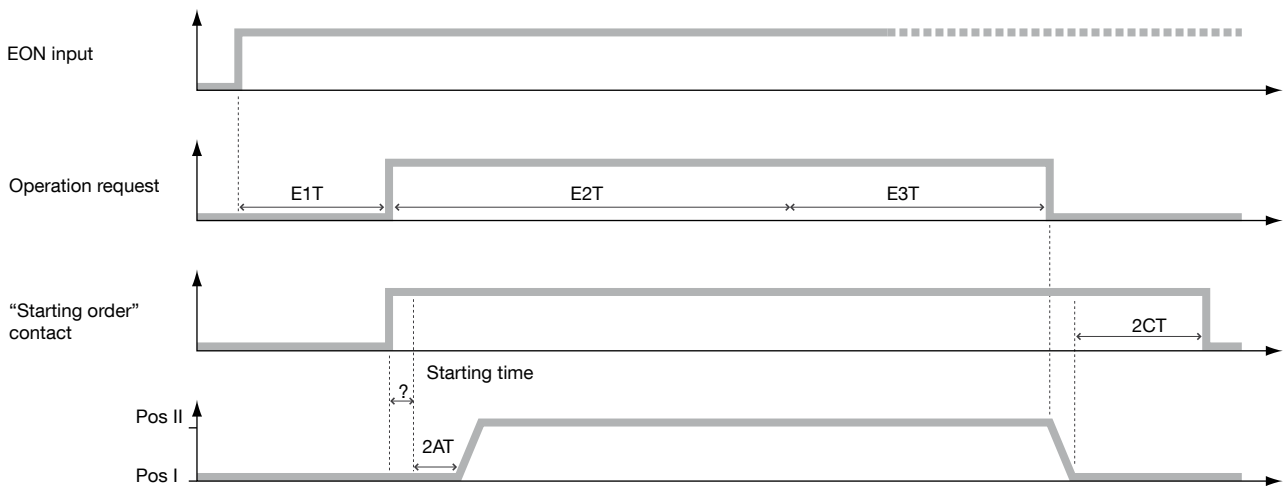 EON input
Operation request
E1T
E2T
E3T
“Starting order”
contact
2CT
Starting time
?
Pos II
2AT
Pos I